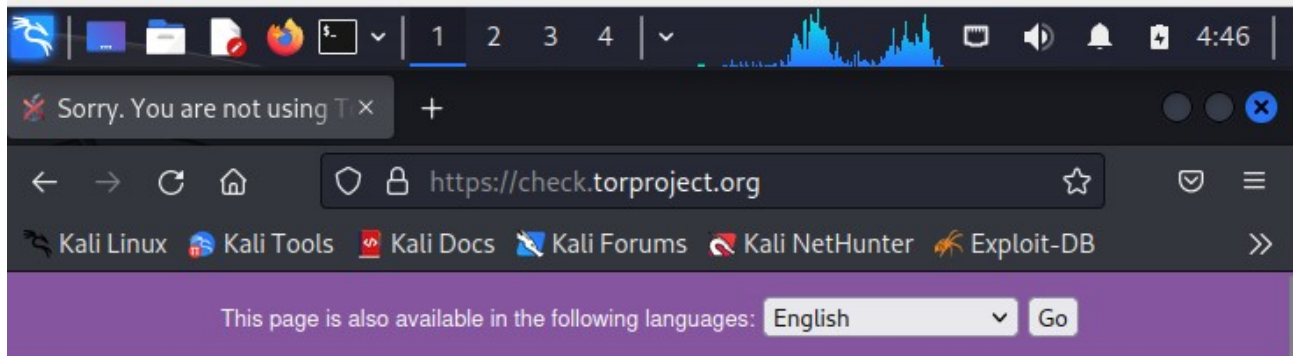 1 2 3 4 4:46
Sorry. You are not using T
https://check.torproject.org
Kali Linux Kali Tools Kali Docs Kali Forums Kali NetHunter Exploit-DB
This page is also available in the following languages: English Go